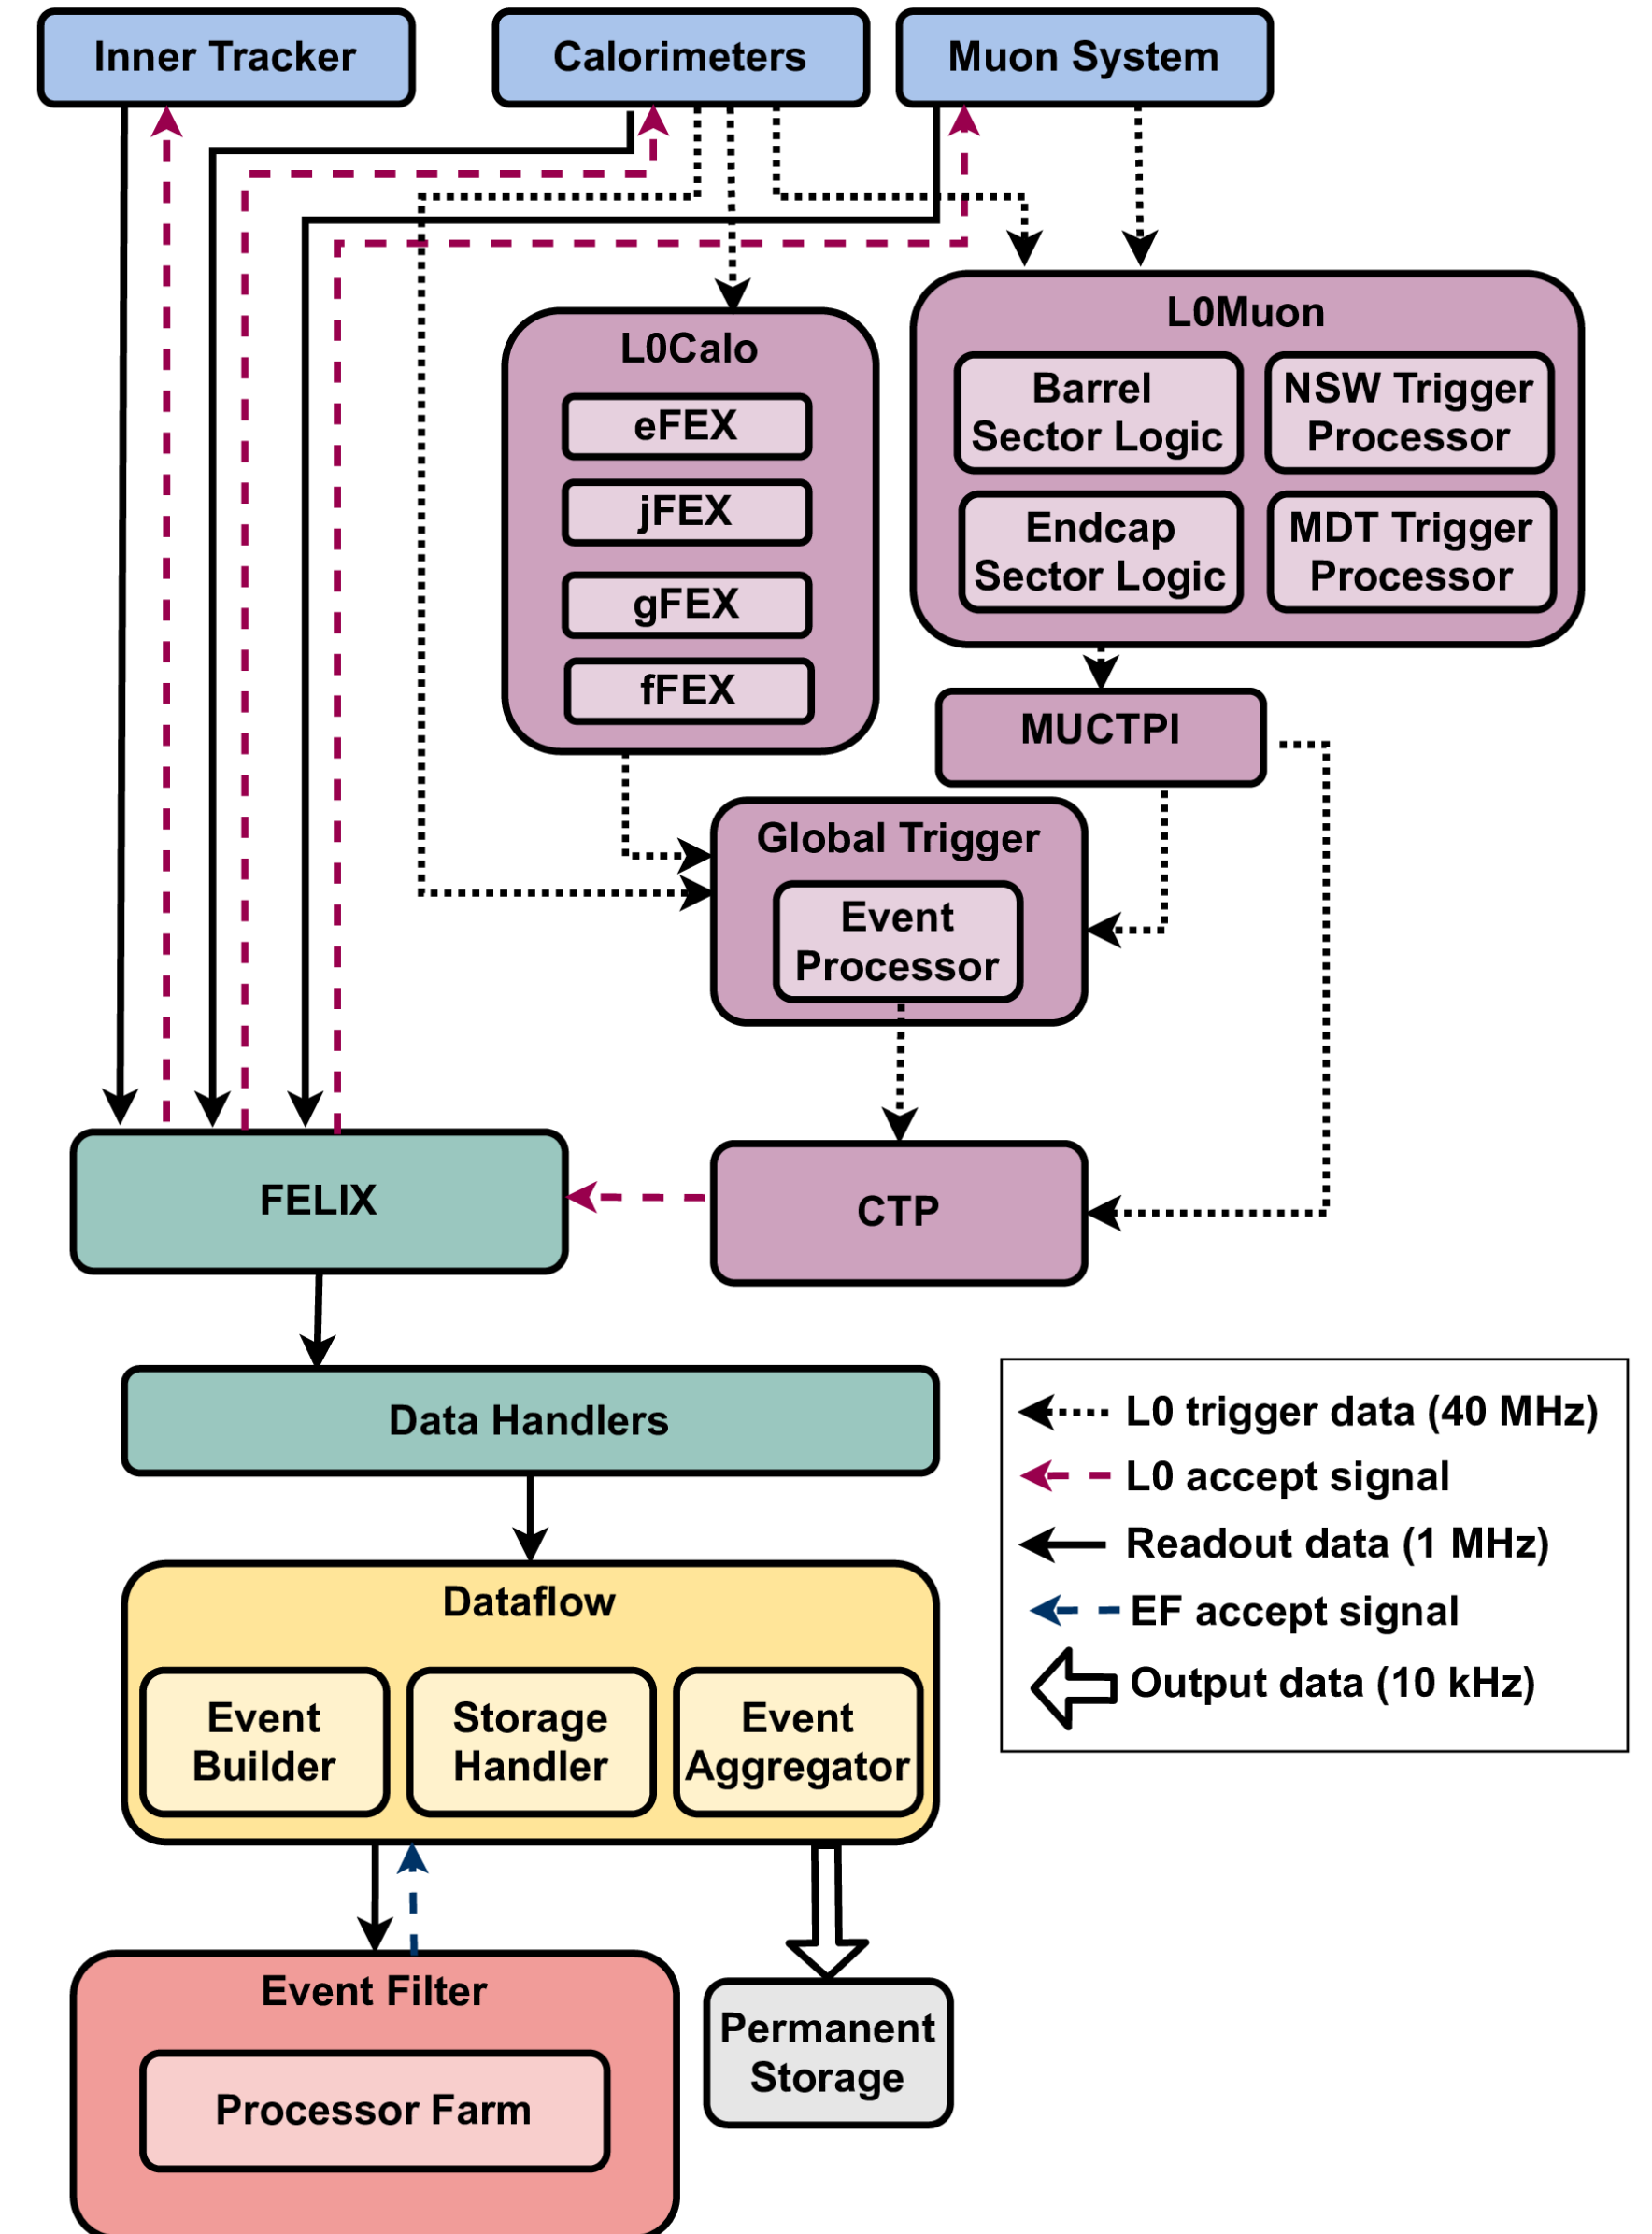 Inner Tracker
Calorimeters
Muon System
L0Calo
eFEX
jFEX
gFEX
fFEX
L0Muon
Barrel
Sector Logic
NSW Trigger
Processor
Endcap
Sector Logic
MDT Trigger
Processor
MUCTPI
Global Trigger
Event
Processor
FELIX
CTP
Data Handlers
L0 trigger data (40 MHz)
L0 accept signal
Readout data (1 MHz)
EF accept signal
Output data (10 kHz)
Dataflow
Event
Builder
Storage
Handler
Event
Aggregator
Event Filter
Processor Farm
Permanent
Storage